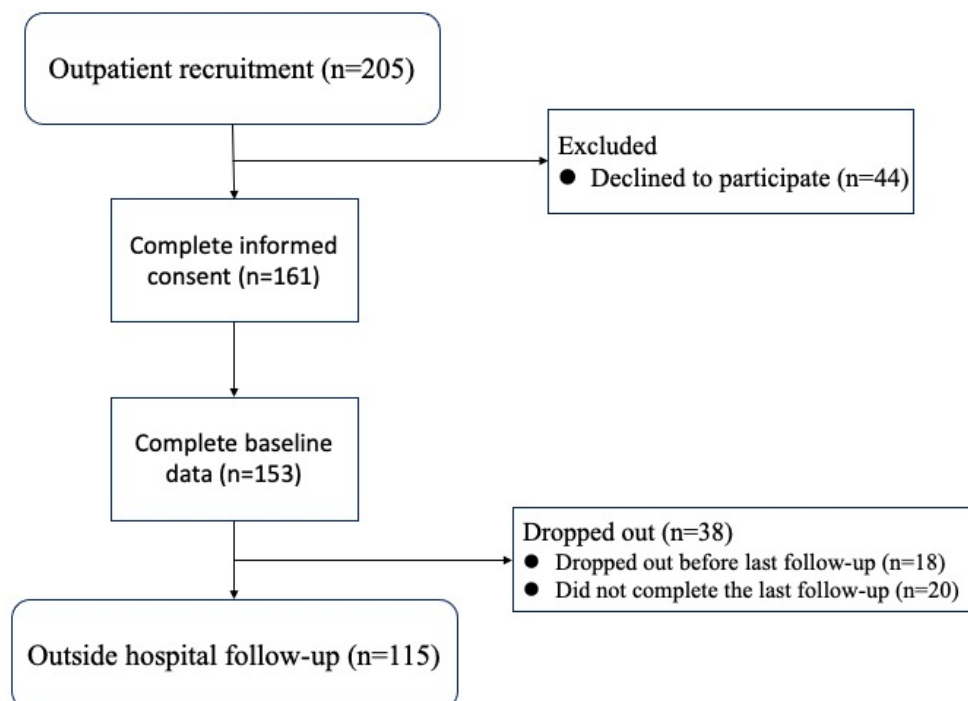 Outpatient recruitment (n=205)
Excluded
● Declined to participate (n=44)
Complete informed
consent (n=161)
Complete baseline
data (n=153)
Dropped out (n=38)
● Dropped out before last follow-up (n=18)
● Did not complete the last follow-up (n=20)
Outside hospital follow-up (n=115)